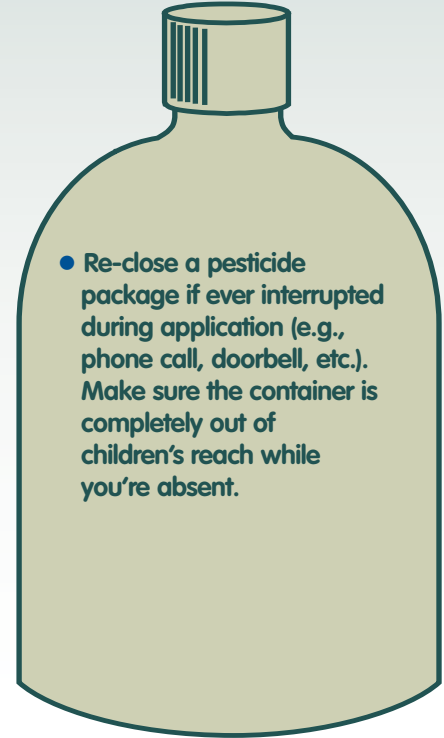 ● Re-close a pesticide
package if ever interrupted
during application (e.g.,
phone call, doorbell, etc.).
Make sure the container is
completely out of
children's reach while
you're absent.